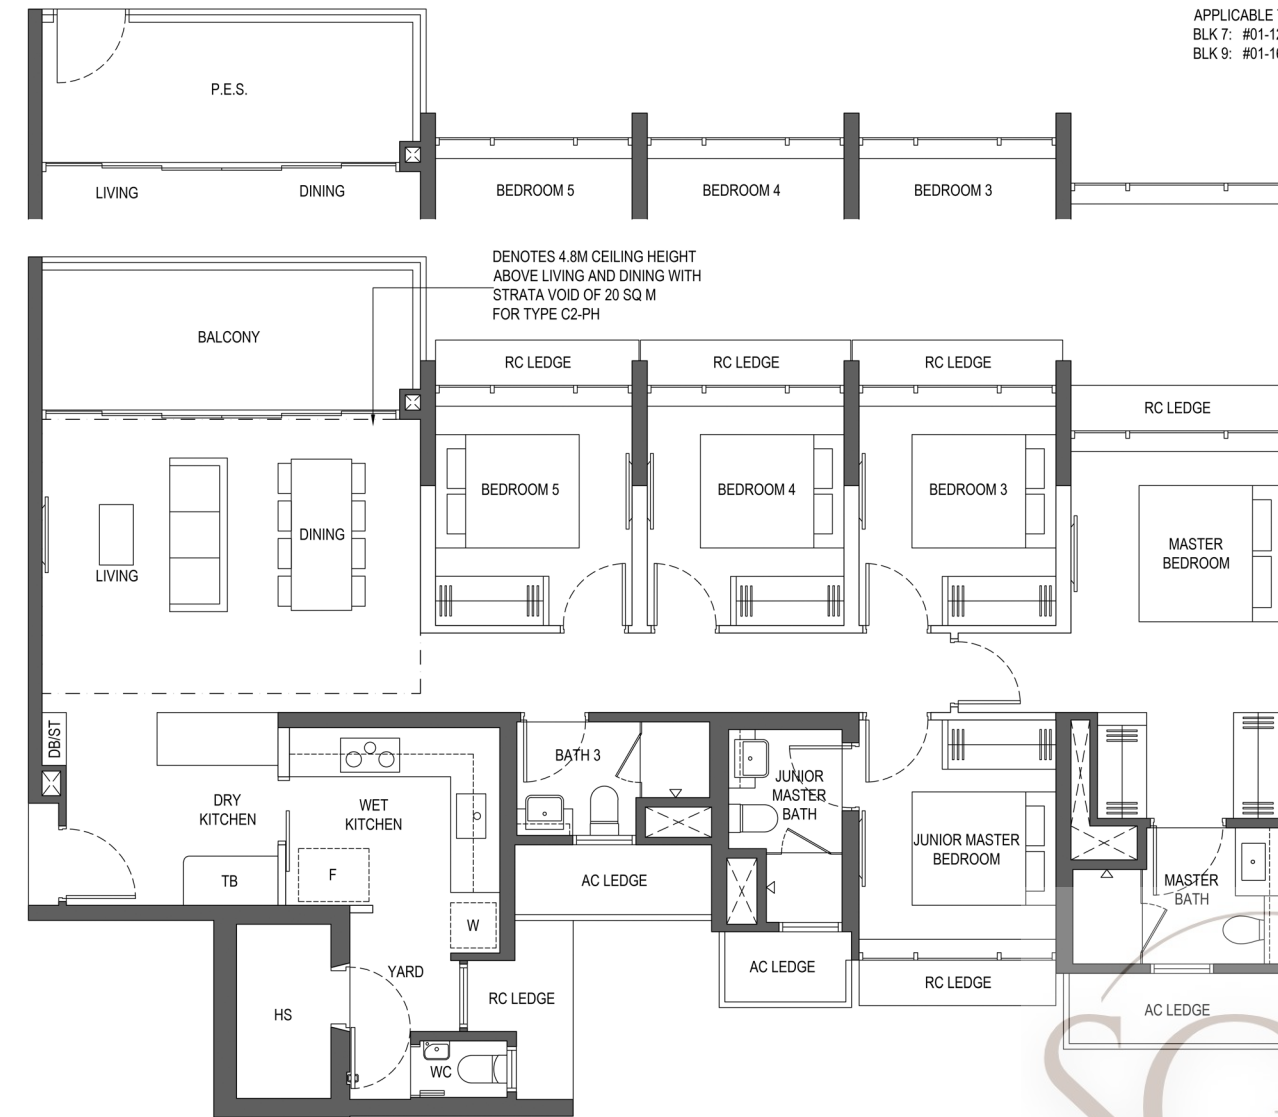 APPLICABLE
BLK 7: #01-12
BLK 9: #01-16
P.E.S.
LIVING
DINING
BEDROOM 5
BEDROOM 4
BEDROOM 3
DENOTES 4.8M CEILING HEIGHT
ABOVE LIVING AND DINING WITH
STRATA VOID OF 20 SQ M
FOR TYPE C2-PH
BALCONY
RC LEDGE
RC LEDGE
RC LEDGE
RC LEDGE
BEDROOM 5
BEDROOM 4
BEDROOM 3
MASTER
BEDROOM
DINING
LIVING
DB/ST
DRY
KITCHEN
WET
KITCHEN
BATH 3
JUNIOR
MASTER
BATH
JUNIOR MASTER
BEDROOM
TB
F
W
AC LEDGE
MASTER
BATH
AC LEDGE
RC LEDGE
YARD
RC LEDGE
HS
WC
AC LEDGE